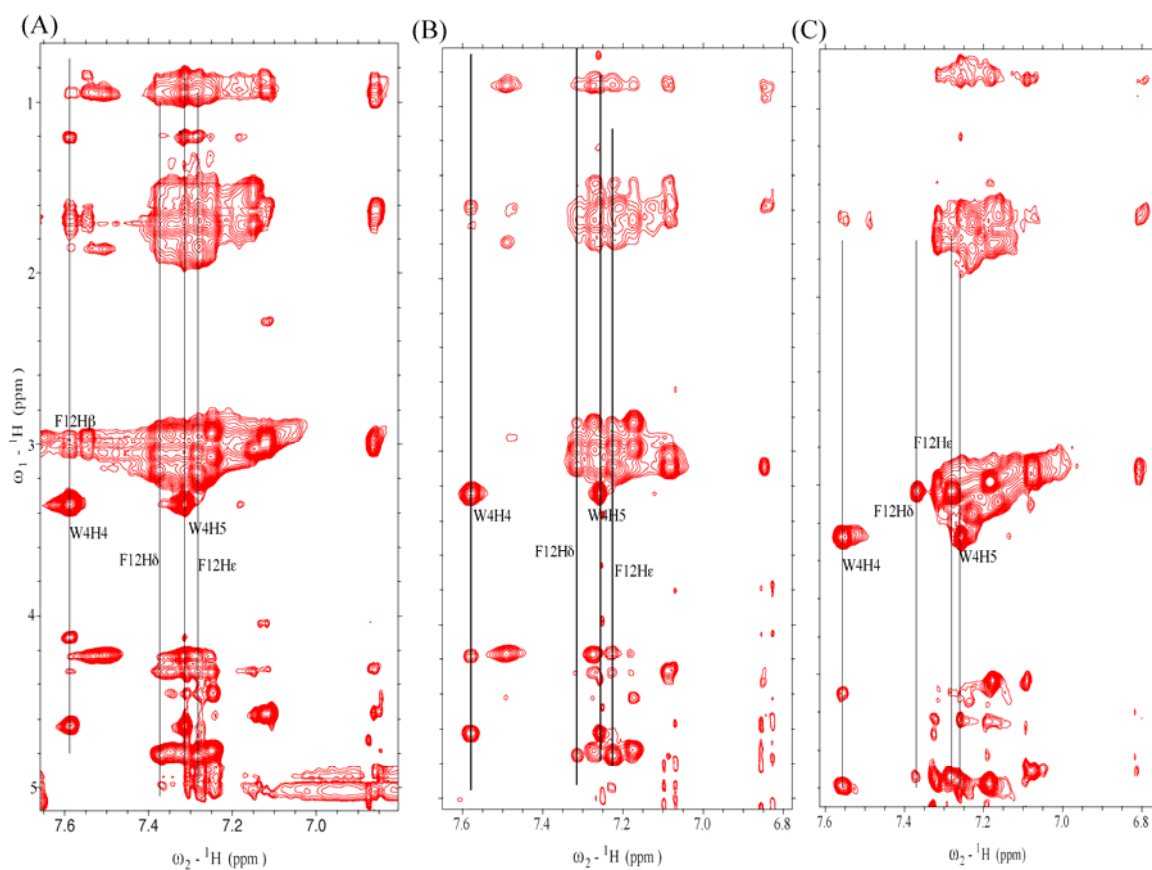 (A)
(B)
(C)
1
2
3
4
5
ω1 - 1H (ppm)
F12Hβ
W4H4
W4H5
F12Hδ
F12Hε
7.6
7.4
7.2
7.0
ω2 - 1H (ppm)
W4H4
W4H5
F12Hδ
F12Hε
7.6
7.4
7.2
7.0
6.8
ω2 - 1H (ppm)
F12Hε
F12Hδ
W4H4
W4H5
7.6
7.4
7.2
7.0
6.8
ω2 - 1H (ppm)